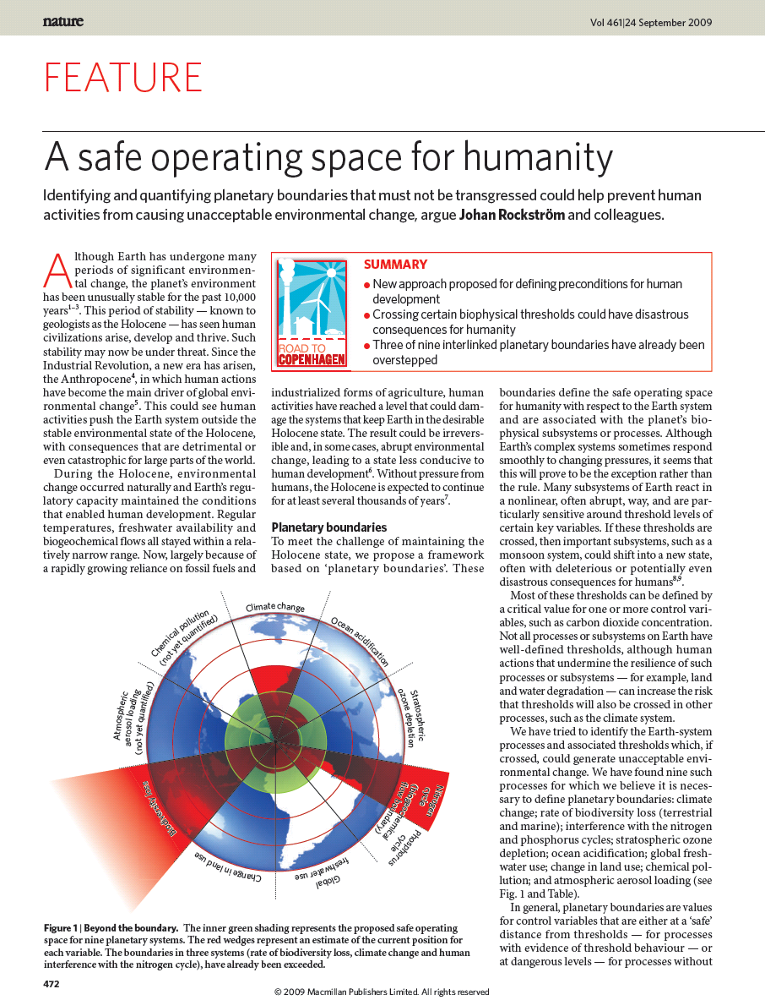 nature
Vol 461|24 September 2009
FEATURE
A safe operating space for humanity
Identifying and quantifying planetary boundaries that must not be transgressed could help prevent human
activities from causing unacceptable environmental change, argue Johan Rockström and colleagues.
Although Earth has undergone many
periods of significant environmen-
tal change, the planet’s environment
has been unusually stable for the past 10,000
years1–3. This period of stability — known to
geologists as the Holocene — has seen human
civilizations arise, develop and thrive. Such
stability may now be under threat. Since the
Industrial Revolution, a new era has arisen,
the Anthropocene4, in which human actions
have become the main driver of global envi-
ronmental change5. This could see human
activities push the Earth system outside the
stable environmental state of the Holocene,
with consequences that are detrimental or
even catastrophic for large parts of the world.
During the Holocene, environmental
change occurred naturally and Earth’s regu-
latory capacity maintained the conditions
that enabled human development. Regular
temperatures, freshwater availability and
biogeochemical flows all stayed within a rela-
tively narrow range. Now, largely because of
a rapidly growing reliance on fossil fuels and
ROAD TO
COPENHAGEN
SUMMARY
● New approach proposed for defining preconditions for human
development
● Crossing certain biophysical thresholds could have disastrous
consequences for humanity
● Three of nine interlinked planetary boundaries have already been
overstepped
industrialized forms of agriculture, human
activities have reached a level that could dam-
age the systems that keep Earth in the desirable
Holocene state. The result could be irrevers-
ible and, in some cases, abrupt environmental
change, leading to a state less conducive to
human development6. Without pressure from
humans, the Holocene is expected to continue
for at least several thousands of years7.
Planetary boundaries
To meet the challenge of maintaining the
Holocene state, we propose a framework
based on ‘planetary boundaries’. These
boundaries define the safe operating space
for humanity with respect to the Earth system
and are associated with the planet’s bio-
physical subsystems or processes. Although
Earth’s complex systems sometimes respond
smoothly to changing pressures, it seems that
this will prove to be the exception rather than
the rule. Many subsystems of Earth react in
a nonlinear, often abrupt, way, and are par-
ticularly sensitive around threshold levels of
certain key variables. If these thresholds are
crossed, then important subsystems, such as a
monsoon system, could shift into a new state,
often with deleterious or potentially even
disastrous consequences for humans8,9.
Most of these thresholds can be defined by
a critical value for one or more control vari-
ables, such as carbon dioxide concentration.
Not all processes or subsystems on Earth have
well-defined thresholds, although human
actions that undermine the resilience of such
processes or subsystems — for example, land
and water degradation — can increase the risk
that thresholds will also be crossed in other
processes, such as the climate system.
We have tried to identify the Earth-system
processes and associated thresholds which, if
crossed, could generate unacceptable envi-
ronmental change. We have found nine such
processes for which we believe it is neces-
sary to define planetary boundaries: climate
change; rate of biodiversity loss (terrestrial
and marine); interference with the nitrogen
and phosphorus cycles; stratospheric ozone
depletion; ocean acidification; global fresh-
water use; change in land use; chemical pol-
lution; and atmospheric aerosol loading (see
Fig. 1 and Table).
In general, planetary boundaries are values
for control variables that are either at a ‘safe’
distance from thresholds — for processes
with evidence of threshold behaviour — or
at dangerous levels — for processes without
Climate change
Ocean acidification
Stratospheric
ozone depletion
Nitrogen
cycle
(biogeochemical
flow boundary)
Phosphorus
cycle
Global
freshwater use
Change in land use
Biodiversity loss
Atmospheric
aerosol loading
(not yet quantified)
Chemical pollution
(not yet quantified)
Figure 1 | Beyond the boundary. The inner green shading represents the proposed safe operating
space for nine planetary systems. The red wedges represent an estimate of the current position for
each variable. The boundaries in three systems (rate of biodiversity loss, climate change and human
interference with the nitrogen cycle), have already been exceeded.
472
© 2009 Macmillan Publishers Limited. All rights reserved